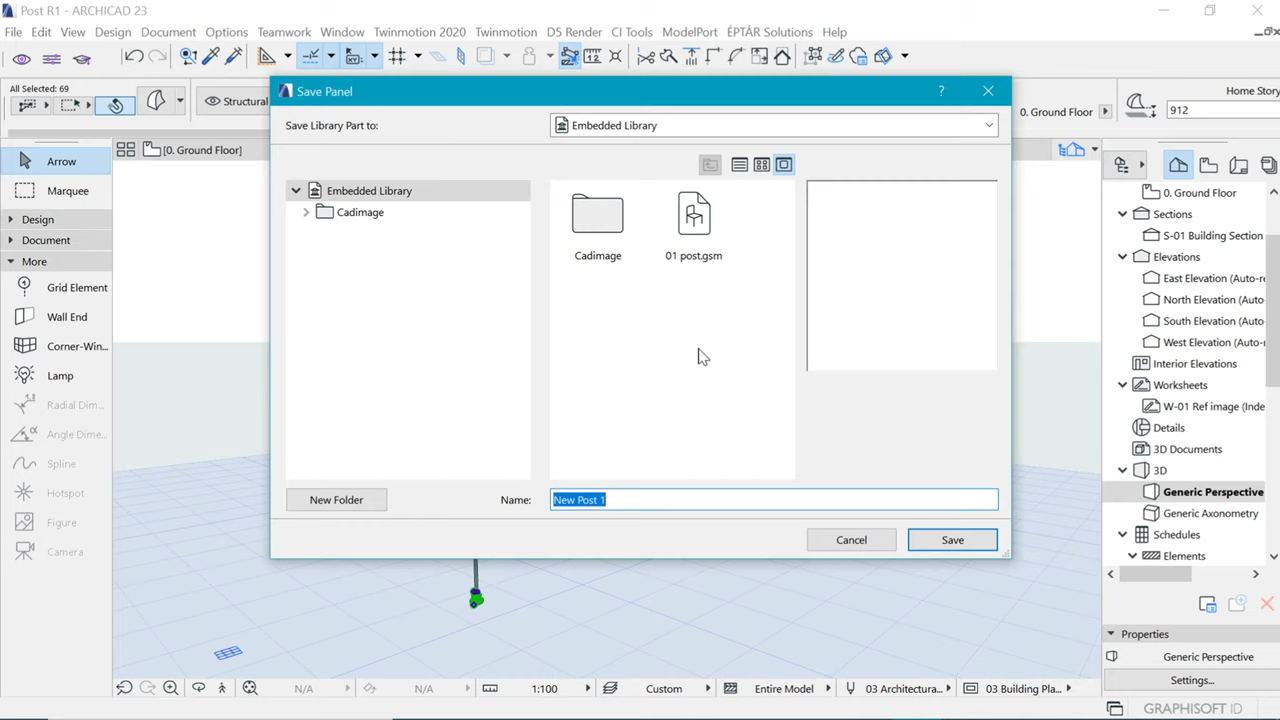 Post R1 - ARCHICAD 23
File Edit View Design Document Options Teamwork Window Twinmotion 2020 Twinmotion D5 Render CI Tools ModelPort ÉPTÁR Solutions Help
All Selected: 69
Structural
Save Panel
?
Save Library Part to:
Embedded Library
Embedded Library
Cadimage
Cadimage
01 post.gsm
New Folder
Name:
New Post 1
Cancel
Save
0. Ground Floor
Home Story
912
[0. Ground Floor]
Arrow
Marquee
Design
Document
More
Grid Element
Wall End
Corner-Win...
Lamp
Radial Dim...
Angle Dime...
Spline
Hotspot
Figure
Camera
0. Ground Floor
Sections
S-01 Building Section
Elevations
East Elevation (Auto-r
North Elevation (Auto-
South Elevation (Auto-
West Elevation (Auto-r
Interior Elevations
Worksheets
W-01 Ref image (Inde
Details
3D Documents
3D
Generic Perspective
Generic Axonometry
Schedules
Elements
Properties
Generic Perspective
Settings...
N/A
N/A
1:100
Custom
Entire Model
03 Architectura...
03 Building Pla...
GRAPHISOFT ID